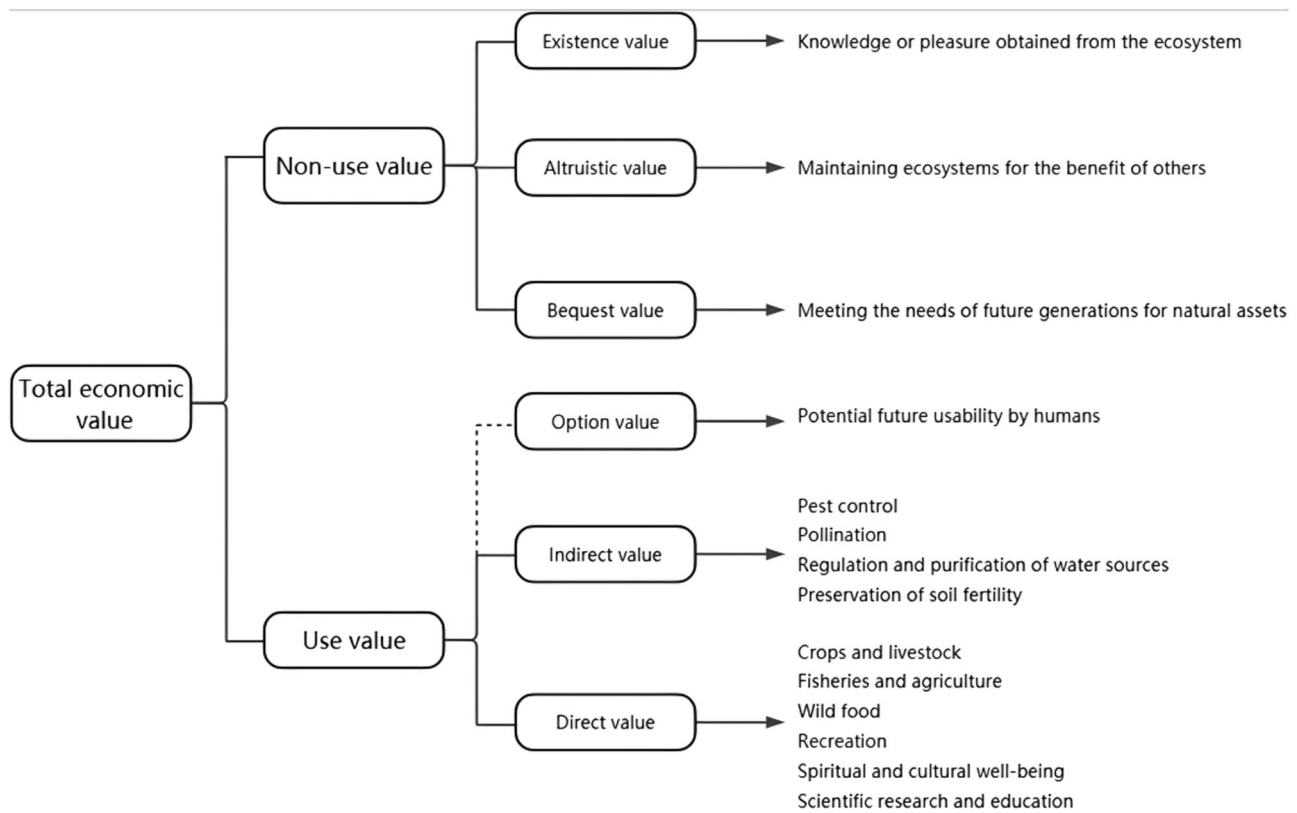 Existence value
Knowledge or pleasure obtained from the ecosystem
Non-use value
Altruistic value
Maintaining ecosystems for the benefit of others
Bequest value
Meeting the needs of future generations for natural assets
Total economic
value
Option value
Potential future usability by humans
Indirect value
Pest control
Pollination
Regulation and purification of water sources
Preservation of soil fertility
Use value
Direct value
Crops and livestock
Fisheries and agriculture
Wild food
Recreation
Spiritual and cultural well-being
Scientific research and education